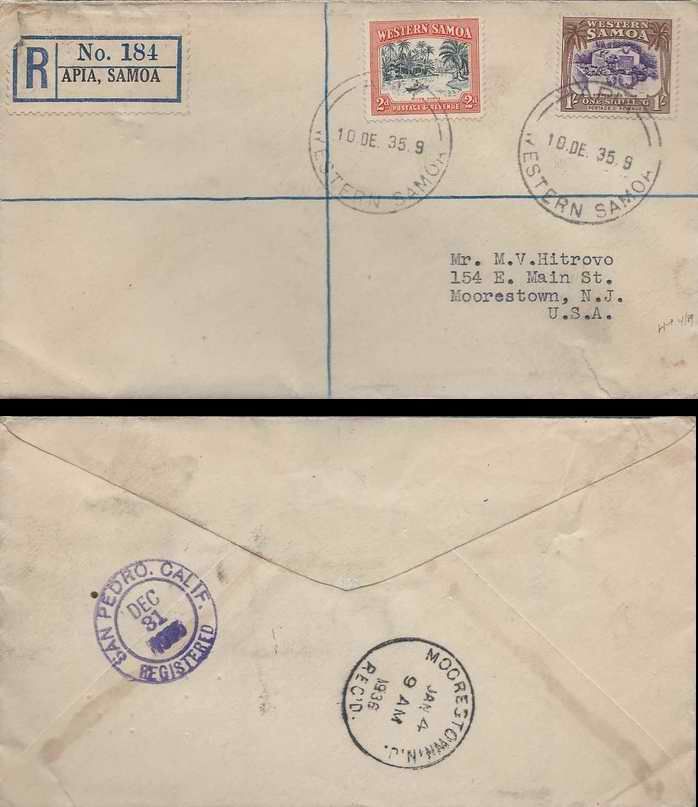 R
No. 184
APIA, SAMOA
WESTERN SAMOA
2d 2d
POSTAGE & REVENUE
WESTERN
SAMOA
1/- ONE SHILLING 1/-
10.DE.35.9
WESTERN SAMOA
10.DE.35.9
WESTERN SAMOA
Mr. M.V.Hitrovo
154 E. Main St.
Moorestown, N.J.
U.S.A.
SAN PEDRO, CALIF.
DEC
31
REGISTERED
MOORESTOWN, N.J.
JAN 4
9 AM
1936
REC'D.